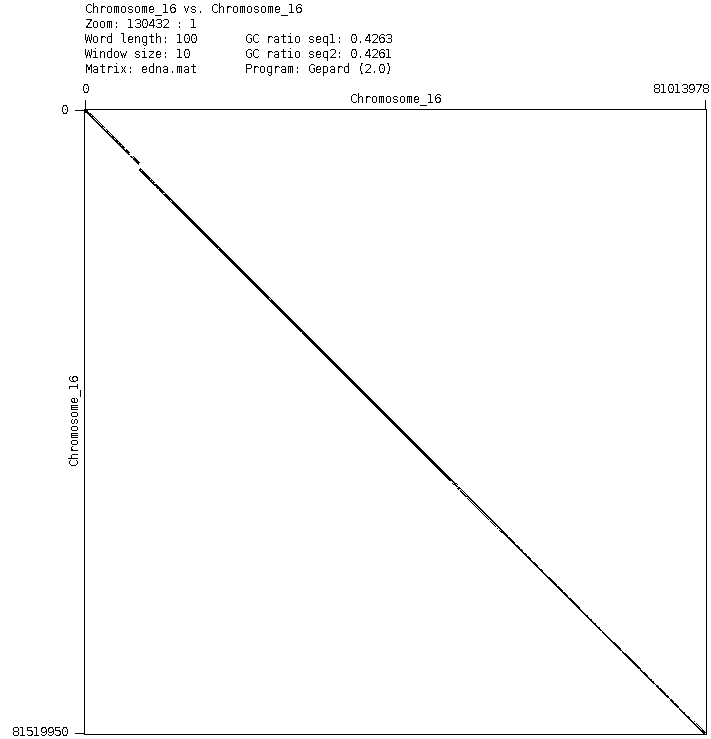 Chromosome_16 vs. Chromosome_16
Zoom: 130432 : 1
Word length: 100 GC ratio seq1: 0.4263
Window size: 10 GC ratio seq2: 0.4261
Matrix: edna.mat Program: Gepard (2.0)
0 81013978
Chromosome_16
0
Chromosome_16
81519950